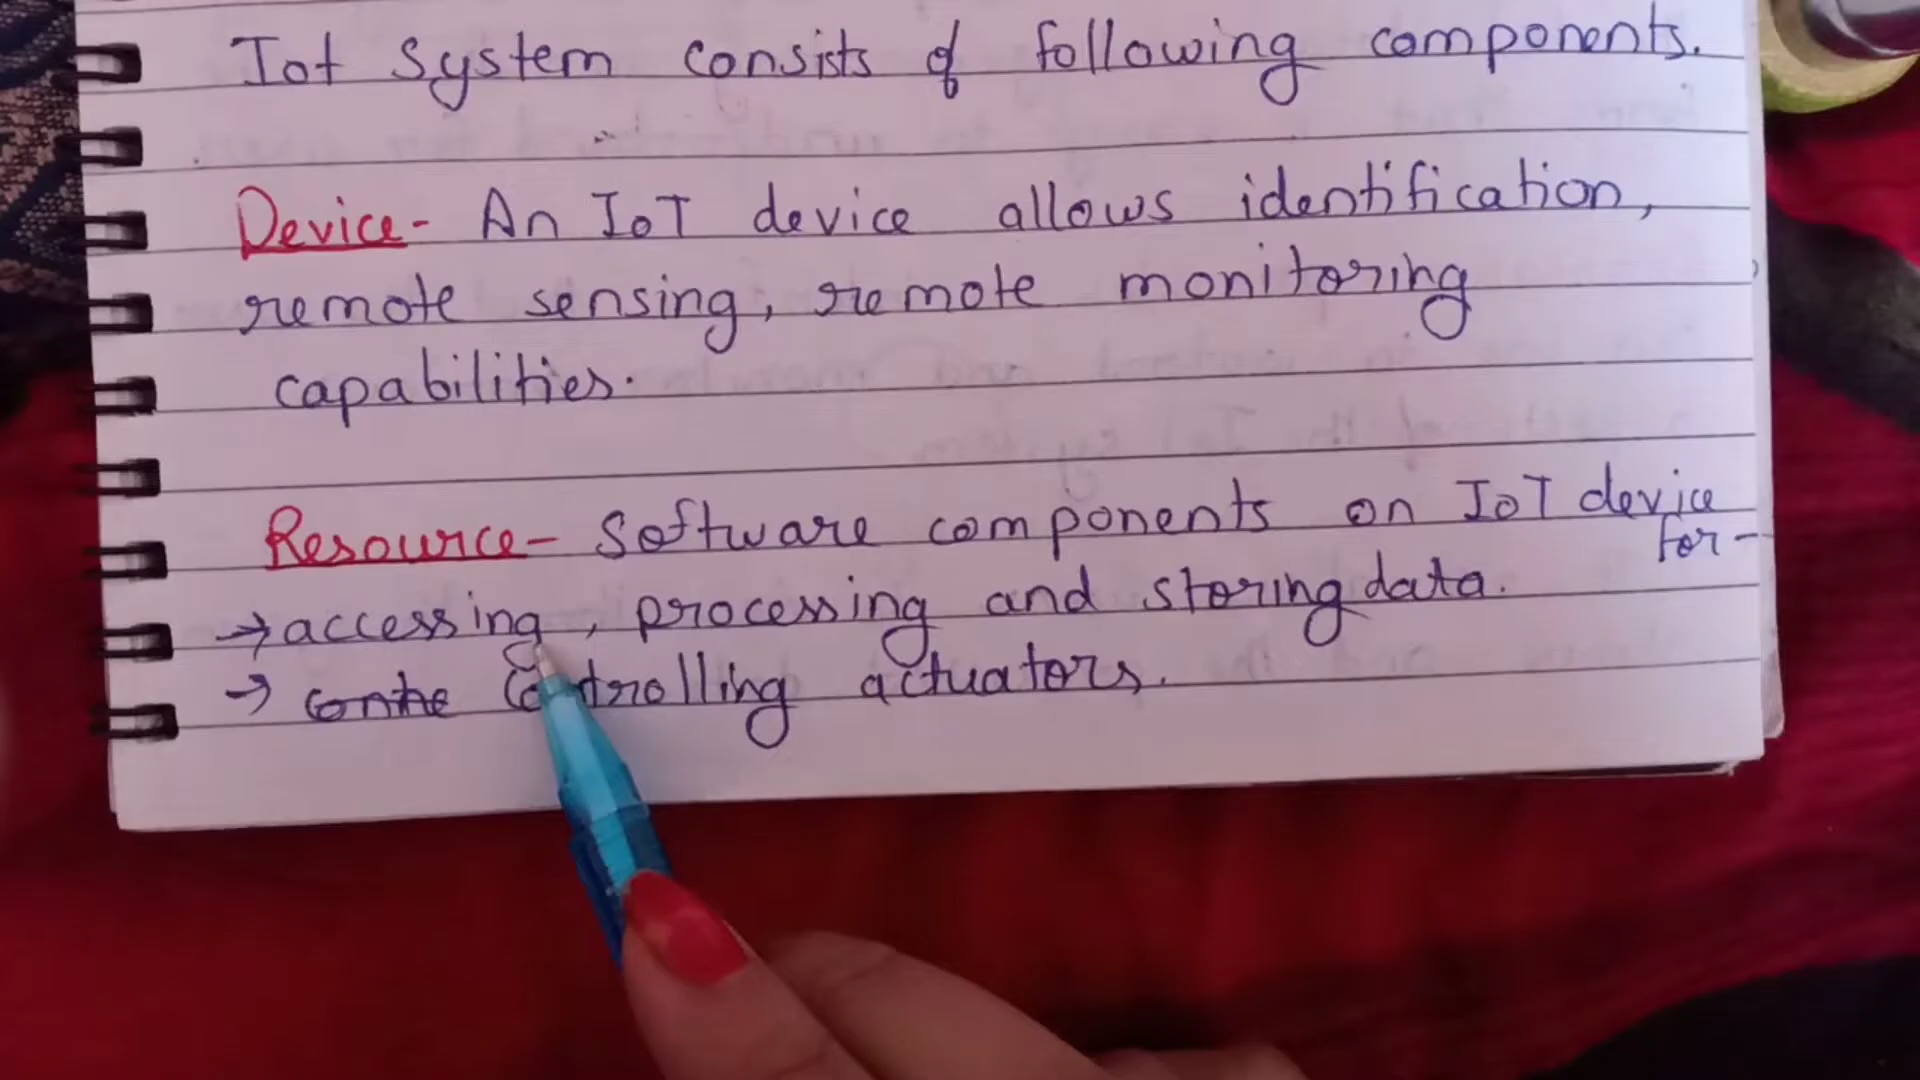 Iot System consists of following components.
Device- An IoT device allows identification,
remote sensing, remote monitoring
capabilities.
Resource- Software components on IoT device
for-
→ accessing, processing and storing data.
→ Controlling actuators.